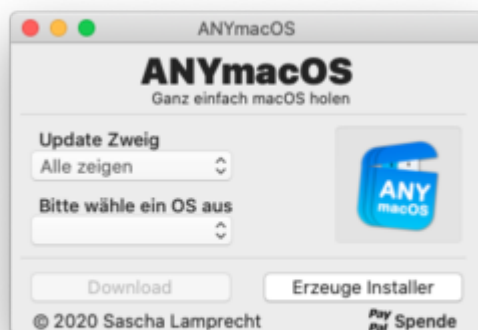 ANYmacOS
ANYmacOS
Ganz einfach macOS holen
Update Zweig
Alle zeigen
Bitte wähle ein OS aus
ANY
macOS
Download
Erzeuge Installer
© 2020 Sascha Lamprecht
PayPal Spende